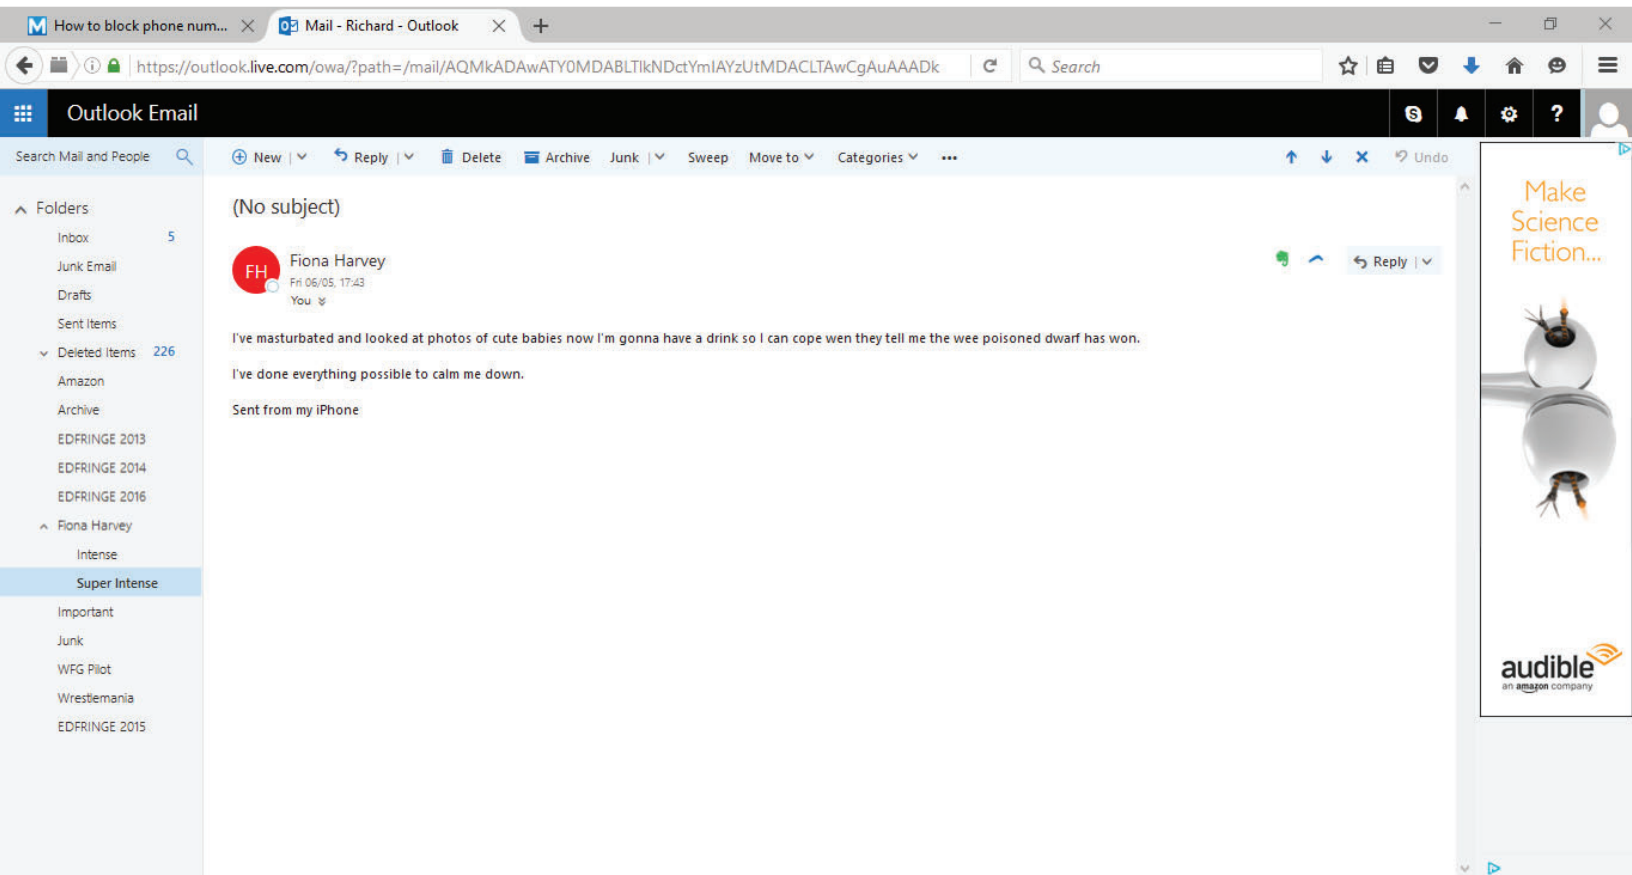 How to block phone num...
Mail - Richard - Outlook
https://outlook.live.com/owa/?path=/mail/AQMkADAwATY0MDABLTlkNDctYmIAYzUtMDACLTAwCgAuAAADk
Search
Outlook Email
Search Mail and People
New
Reply
Delete
Archive
Junk
Sweep
Move to
Categories
Undo
Folders
Inbox 5
Junk Email
Drafts
Sent Items
Deleted Items 226
Amazon
Archive
EDFRINGE 2013
EDFRINGE 2014
EDFRINGE 2016
Fiona Harvey
Intense
Super Intense
Important
Junk
WFG Pilot
Wrestlemania
EDFRINGE 2015
(No subject)
FH
Fiona Harvey
Fri 06/05, 17:43
You
Reply
I've masturbated and looked at photos of cute babies now I'm gonna have a drink so I can cope wen they tell me the wee poisoned dwarf has won.
I've done everything possible to calm me down.
Sent from my iPhone
Make
Science
Fiction...
audible
an amazon company